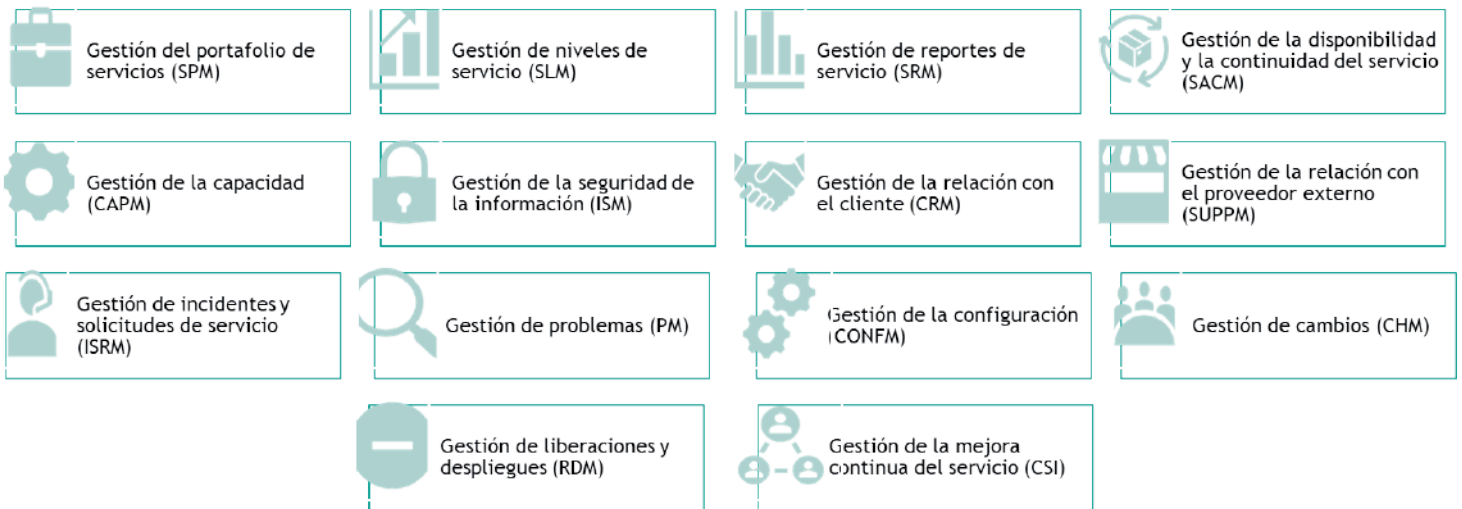 Gestión del portafolio de
servicios (SPM)
Gestión de niveles de
servicio (SLM)
Gestión de reportes de
servicio (SRM)
Gestión de la disponibilidad
y la continuidad del servicio
(SACM)
Gestión de la capacidad
(CAPM)
Gestión de la seguridad de
la información (ISM)
Gestión de la relación con
el cliente (CRM)
Gestión de la relación con
el proveedor externo
(SUPPM)
Gestión de incidentes y
solicitudes de servicio
(ISRM)
Gestión de problemas (PM)
Gestión de la configuración
(CONFM)
Gestión de cambios (CHM)
Gestión de liberaciones y
despliegues (RDM)
Gestión de la mejora
continua del servicio (CSI)